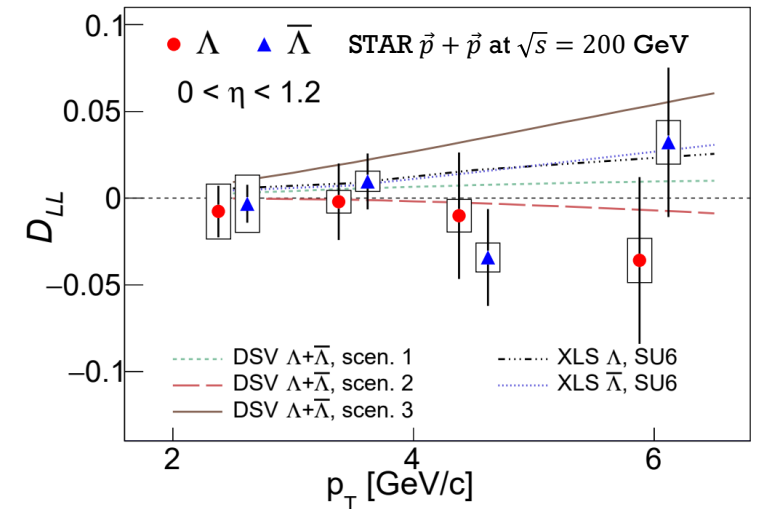 Λ Λ̅ STAR p⃗ + p⃗ at √s = 200 GeV
0 < η < 1.2
0.1
0.05
0
−0.05
−0.1
D_LL
DSV Λ+Λ̅, scen. 1
DSV Λ+Λ̅, scen. 2
DSV Λ+Λ̅, scen. 3
XLS Λ, SU6
XLS Λ̅, SU6
2 4 6
p_T [GeV/c]